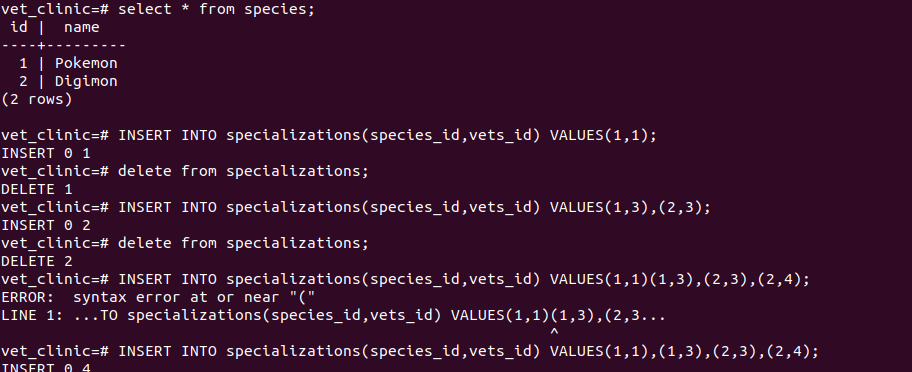 vet_clinic=# select * from species;
 id |  name
----+---------
  1 | Pokemon
  2 | Digimon
(2 rows)

vet_clinic=# INSERT INTO specializations(species_id,vets_id) VALUES(1,1);
INSERT 0 1
vet_clinic=# delete from specializations;
DELETE 1
vet_clinic=# INSERT INTO specializations(species_id,vets_id) VALUES(1,3),(2,3);
INSERT 0 2
vet_clinic=# delete from specializations;
DELETE 2
vet_clinic=# INSERT INTO specializations(species_id,vets_id) VALUES(1,1)(1,3),(2,3),(2,4);
ERROR:  syntax error at or near "("
LINE 1: ...TO specializations(species_id,vets_id) VALUES(1,1)(1,3),(2,3...
                                                             ^
vet_clinic=# INSERT INTO specializations(species_id,vets_id) VALUES(1,1),(1,3),(2,3),(2,4);
INSERT 0 4